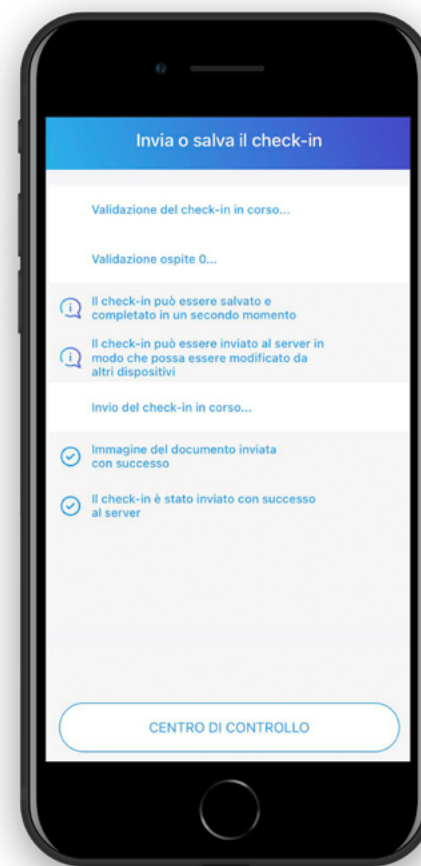 Invia o salva il check-in
Validazione del check-in in corso...
Validazione ospite 0...
Il check-in può essere salvato e
completato in un secondo momento
Il check-in può essere inviato al server in
modo che possa essere modificato da
altri dispositivi
Invio del check-in in corso...
Immagine del documento inviata
con successo
Il check-in è stato inviato con successo
al server
CENTRO DI CONTROLLO